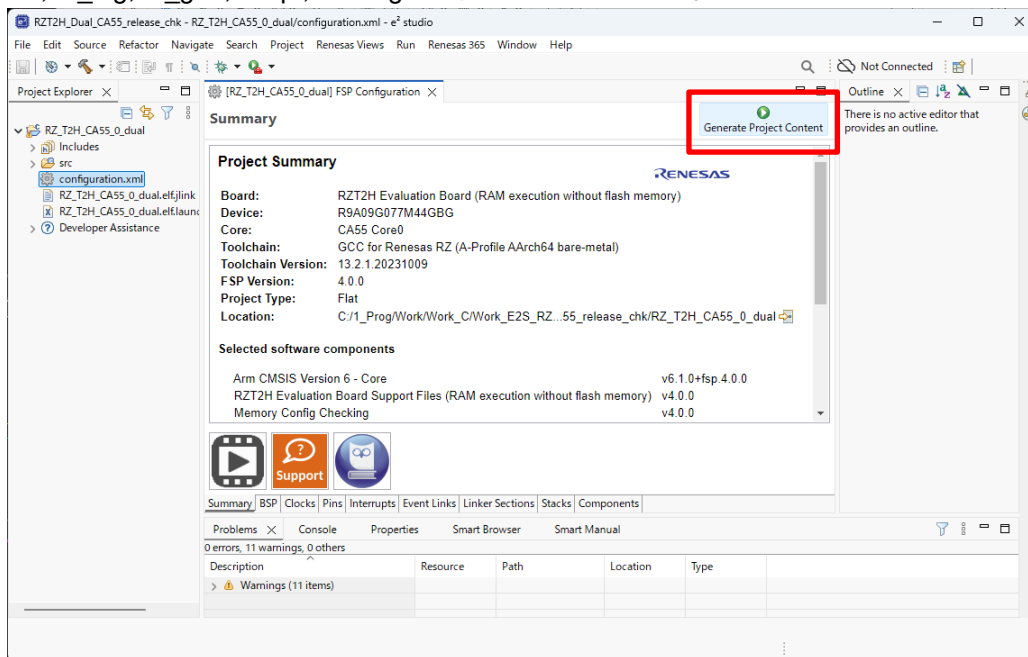 RZT2H_Dual_CA55_release_chk - RZ_T2H_CA55_0_dual/configuration.xml - e² studio
File Edit Source Refactor Navigate Search Project Renesas Views Run Renesas 365 Window Help
Not Connected
Project Explorer
RZ_T2H_CA55_0_dual
Includes
src
configuration.xml
RZ_T2H_CA55_0_dual.elf.jlink
RZ_T2H_CA55_0_dual.elf.launc
Developer Assistance
[RZ_T2H_CA55_0_dual] FSP Configuration
Summary
Generate Project Content
Project Summary
RENESAS
Board: RZT2H Evaluation Board (RAM execution without flash memory)
Device: R9A09G077M44GBG
Core: CA55 Core0
Toolchain: GCC for Renesas RZ (A-Profile AArch64 bare-metal)
Toolchain Version: 13.2.1.20231009
FSP Version: 4.0.0
Project Type: Flat
Location: C:/1_Prog/Work/Work_C/Work_E2S_RZ...55_release_chk/RZ_T2H_CA55_0_dual
Selected software components
Arm CMSIS Version 6 - Core v6.1.0+fsp.4.0.0
RZT2H Evaluation Board Support Files (RAM execution without flash memory) v4.0.0
Memory Config Checking v4.0.0
Support
Summary BSP Clocks Pins Interrupts Event Links Linker Sections Stacks Components
Outline
There is no active editor that
provides an outline.
Problems Console Properties Smart Browser Smart Manual
0 errors, 11 warnings, 0 others
Description Resource Path Location Type
Warnings (11 items)